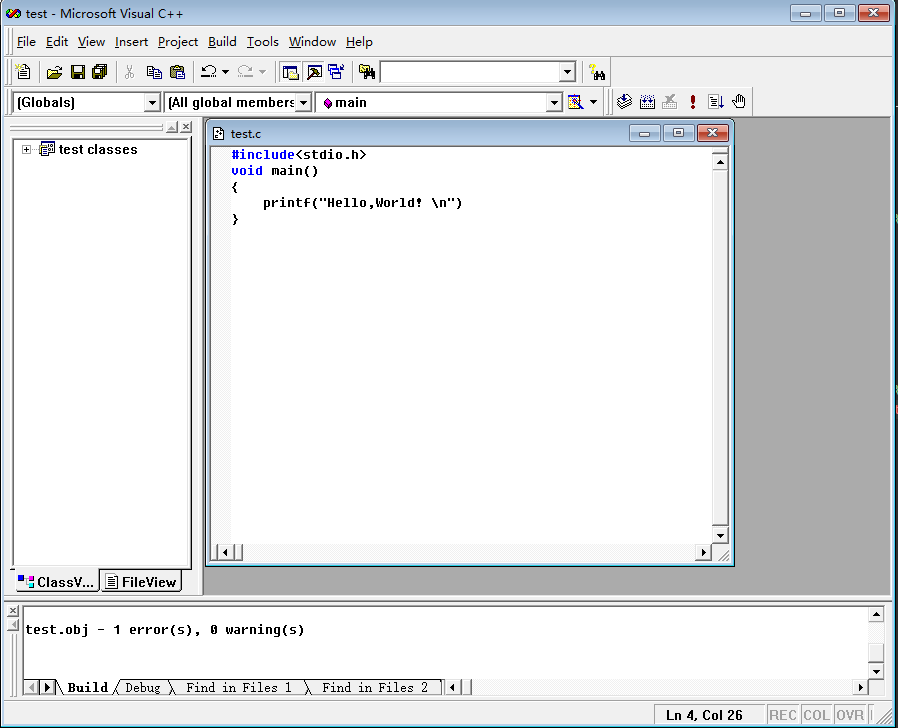 test - Microsoft Visual C++
File Edit View Insert Project Build Tools Window Help
(Globals) (All global members main
test classes
test.c
#include<stdio.h>
void main()
{
printf("Hello,World! \n")
}
ClassV... FileView
test.obj - 1 error(s), 0 warning(s)
Build Debug Find in Files 1 Find in Files 2
Ln 4, Col 26 REC COL OVR